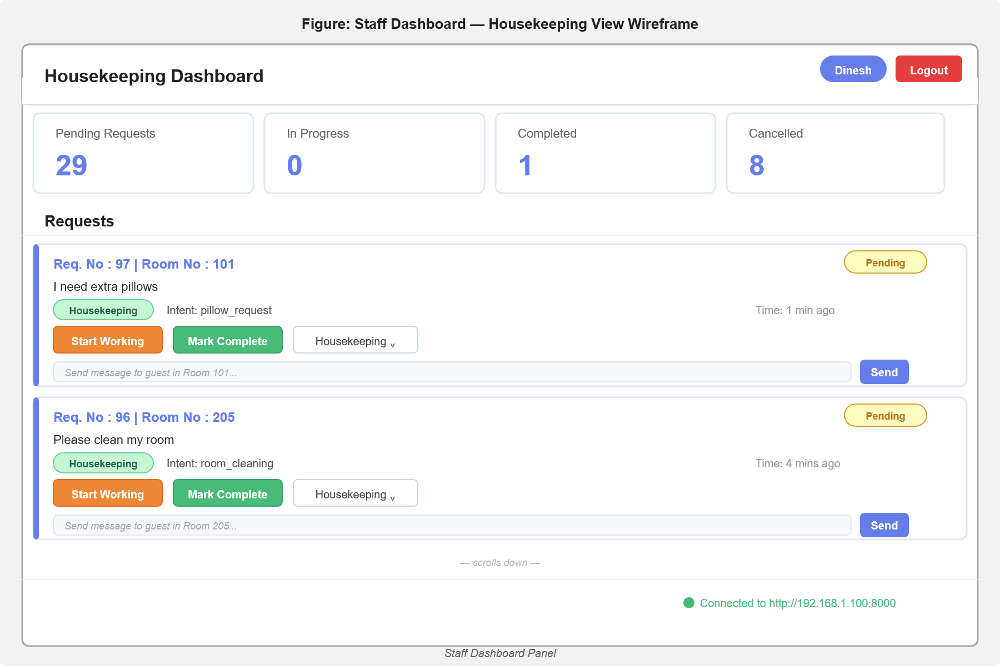 Figure: Staff Dashboard — Housekeeping View Wireframe
Housekeeping Dashboard
Dinesh
Logout
Pending Requests
In Progress
Completed
Cancelled
29
0
1
8
Requests
Req. No : 97 | Room No : 101
Pending
I need extra pillows
Housekeeping
Intent: pillow_request
Time: 1 min ago
Start Working
Mark Complete
Housekeeping v
Send message to guest in Room 101...
Send
Req. No : 96 | Room No : 205
Pending
Please clean my room
Housekeeping
Intent: room_cleaning
Time: 4 mins ago
Start Working
Mark Complete
Housekeeping v
Send message to guest in Room 205...
Send
— scrolls down —
Connected to http://192.168.1.100:8000
Staff Dashboard Panel